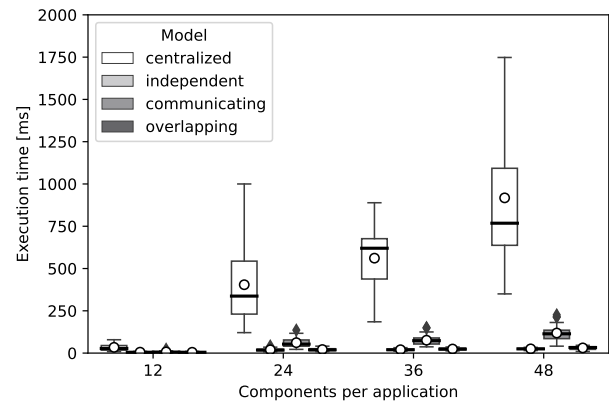 2000
1750
1500
1250
1000
750
500
250
0
Execution time [ms]
Model
centralized
independent
communicating
overlapping
12
24
36
48
Components per application